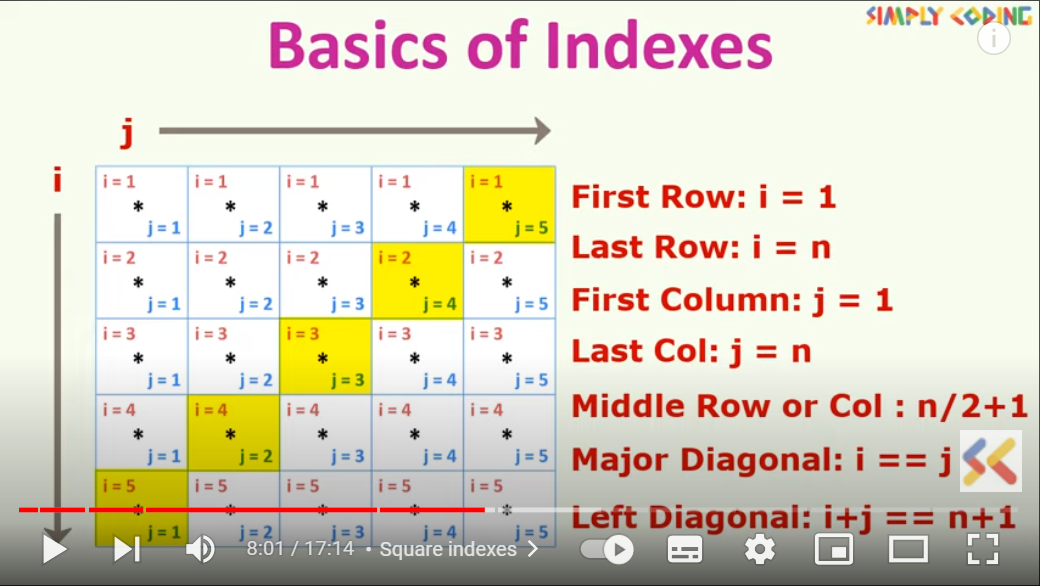 SIMPLY CODING
i
Basics of Indexes
j
i
i = 1 i = 1 i = 1 i = 1 i = 1
* * * * *
j = 1 j = 2 j = 3 j = 4 j = 5
i = 2 i = 2 i = 2 i = 2 i = 2
* * * * *
j = 1 j = 2 j = 3 j = 4 j = 5
i = 3 i = 3 i = 3 i = 3 i = 3
* * * * *
j = 1 j = 2 j = 3 j = 4 j = 5
i = 4 i = 4 i = 4 i = 4 i = 4
* * * * *
j = 1 j = 2 j = 3 j = 4 j = 5
i = 5 i = 5 i = 5 i = 5 i = 5
* * * * *
j = 1 j = 2 j = 3 j = 4 j = 5
First Row: i = 1
Last Row: i = n
First Column: j = 1
Last Col: j = n
Middle Row or Col : n/2+1
Major Diagonal: i == j
Left Diagonal: i+j == n+1
8:01 / 17:14 • Square indexes